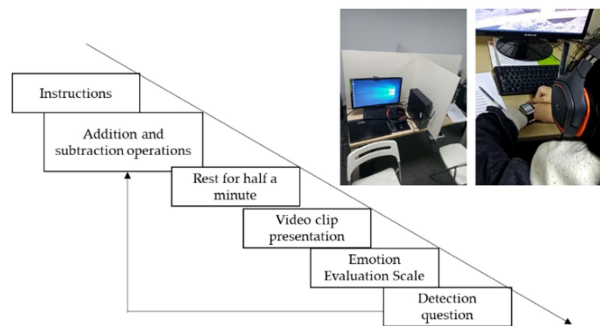 Instructions
Addition and
subtraction operations
Rest for half a
minute
Video clip
presentation
Emotion
Evaluation Scale
Detection
question